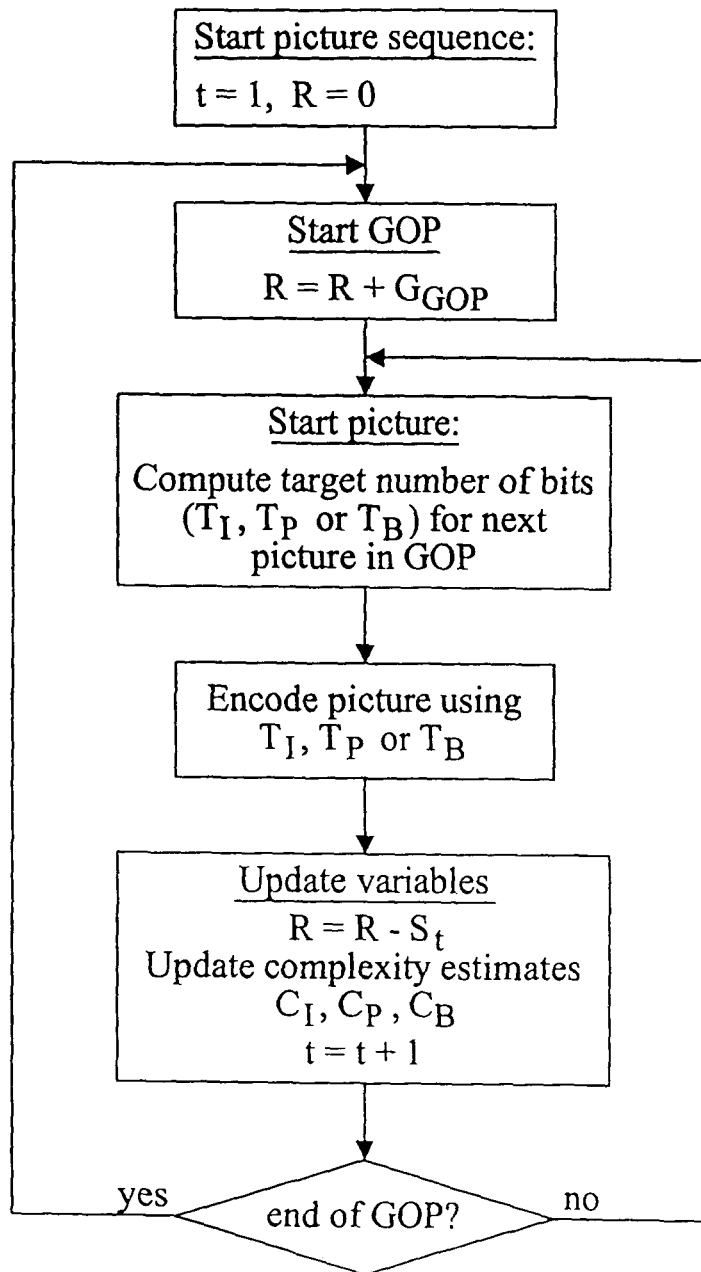 Start picture sequence:
t = 1, R = 0
Start GOP
R = R + G_GOP
Start picture:
Compute target number of bits
(T_I, T_P or T_B) for next
picture in GOP
Encode picture using
T_I, T_P or T_B
Update variables
R = R - S_t
Update complexity estimates
C_I, C_P, C_B
t = t + 1
yes
end of GOP?
no